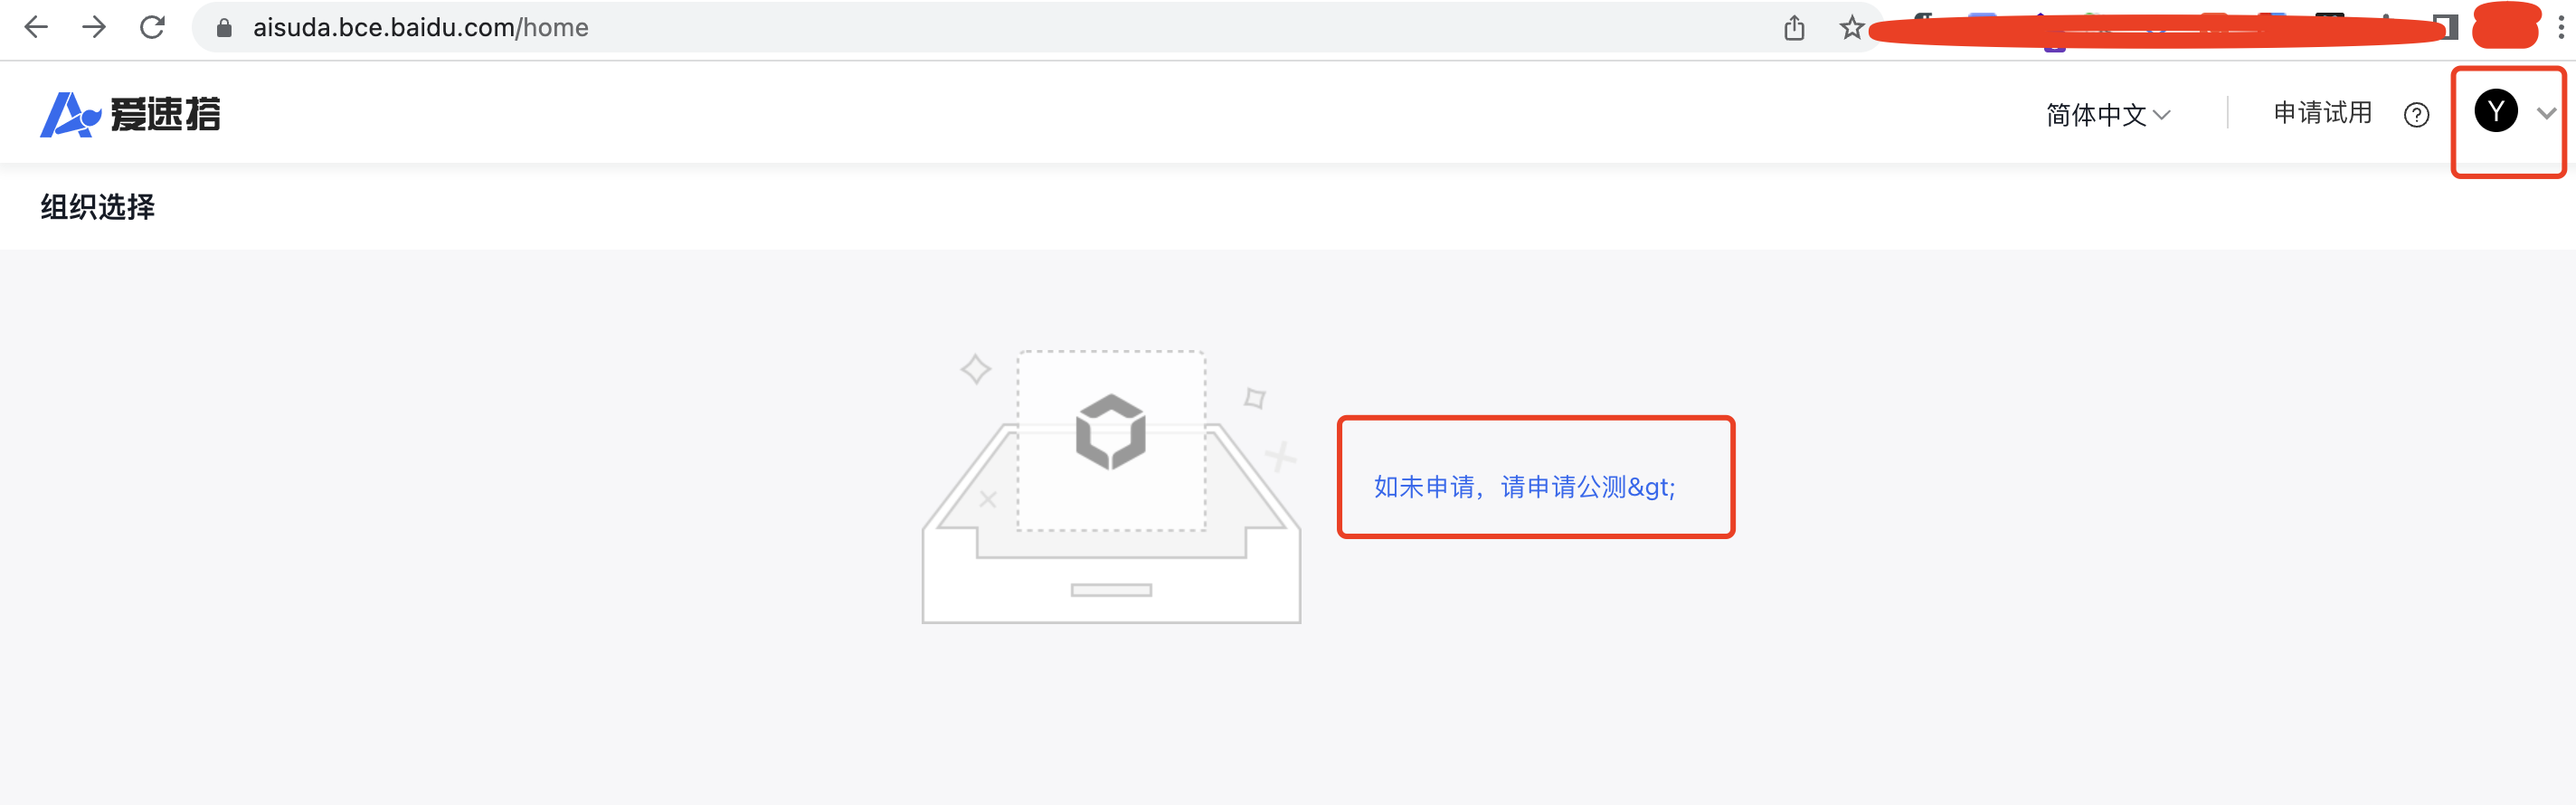 aisuda.bce.baidu.com/home
爱速搭
简体中文
申请试用
?
Y
组织选择
如未申请，请申请公测&gt;